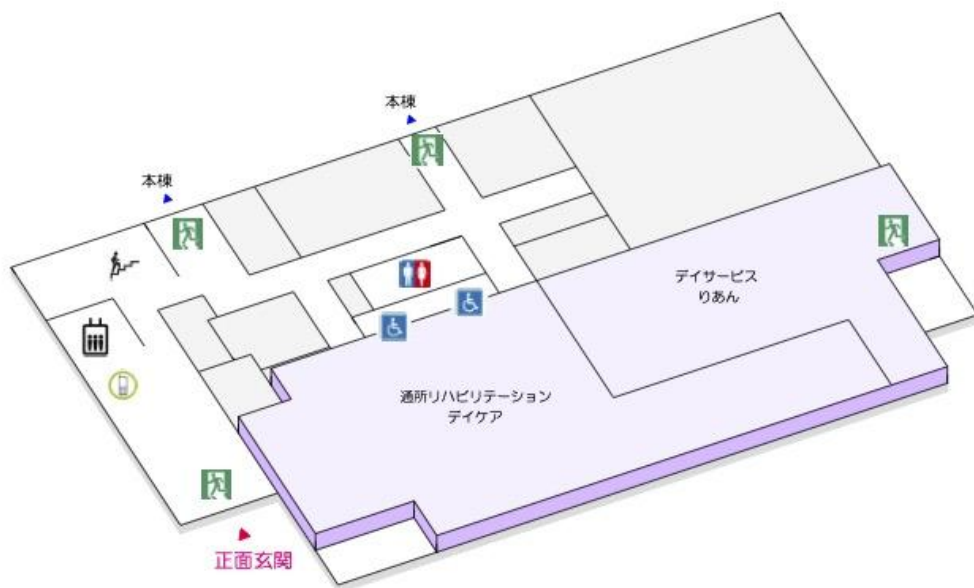 本棟
本棟
デイサービス
りあん
通所リハビリテーション
デイケア
正面玄関